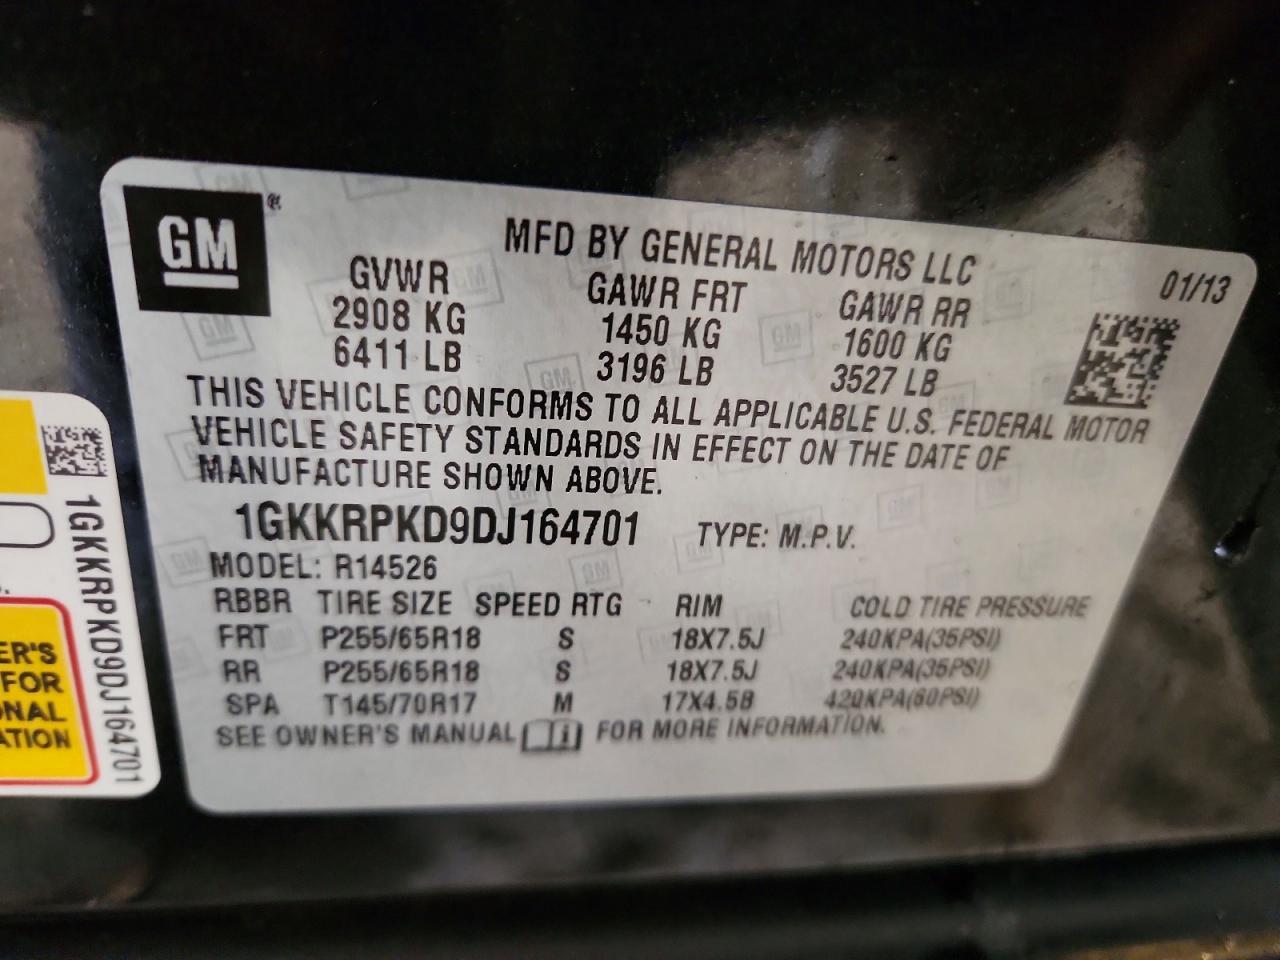 GM®
MFD BY GENERAL MOTORS LLC
01/13
GVWR GAWR FRT GAWR RR
2908 KG 1450 KG 1600 KG
6411 LB 3196 LB 3527 LB
THIS VEHICLE CONFORMS TO ALL APPLICABLE U.S. FEDERAL MOTOR
VEHICLE SAFETY STANDARDS IN EFFECT ON THE DATE OF
MANUFACTURE SHOWN ABOVE.
1GKKRPKD9DJ164701 TYPE: M.P.V.
MODEL: R14526
RBBR TIRE SIZE SPEED RTG RIM COLD TIRE PRESSURE
FRT P255/65R18 S 18X7.5J 240KPA(35PSI)
RR P255/65R18 S 18X7.5J 240KPA(35PSI)
SPA T145/70R17 M 17X4.5B 420KPA(60PSI)
SEE OWNER'S MANUAL FOR MORE INFORMATION.
1GKKRPKD9DJ164701
ER'S
FOR
ONAL
ATION